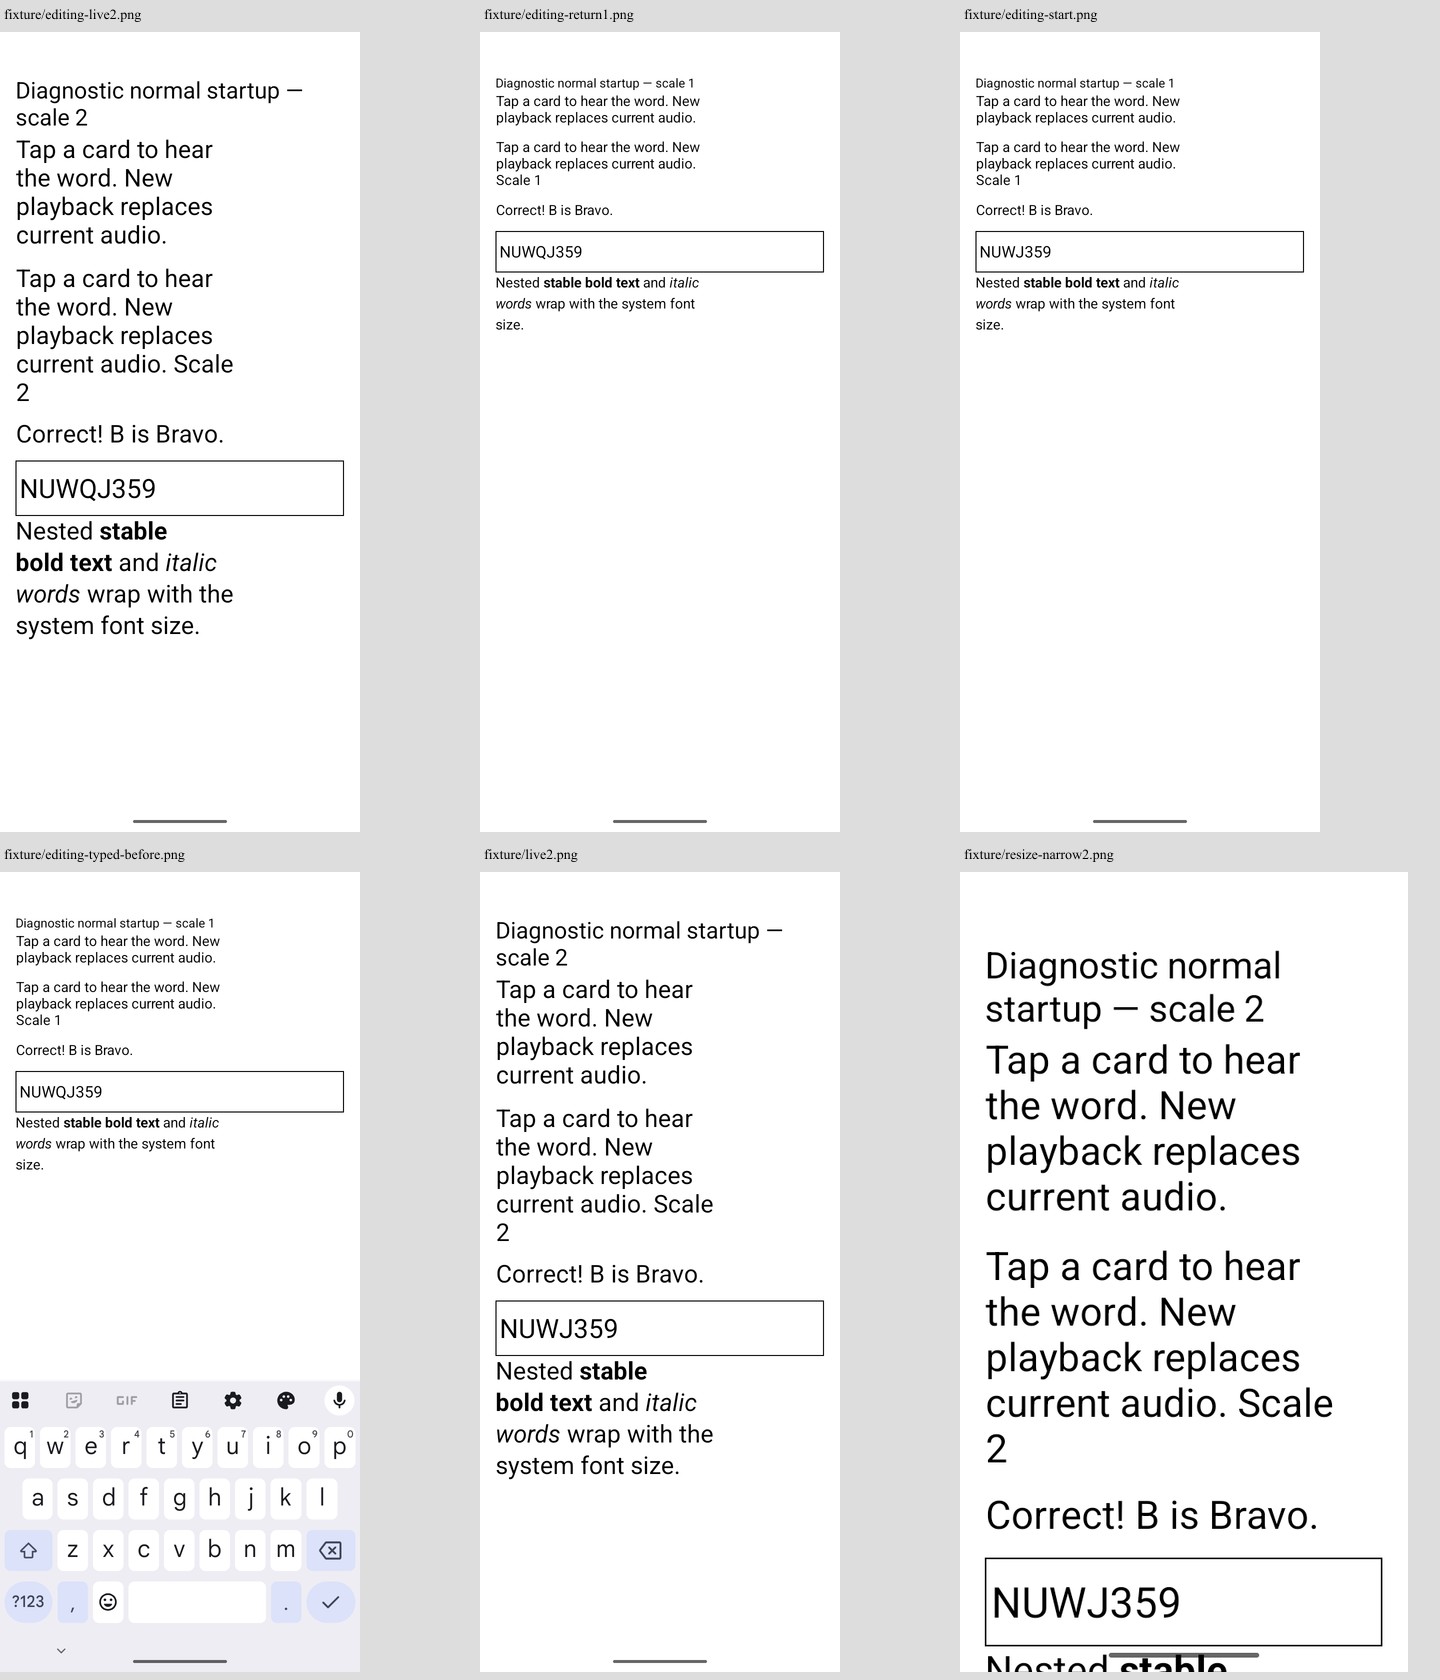 fixture/editing-live2.png
Diagnostic normal startup —
scale 2
Tap a card to hear
the word. New
playback replaces
current audio.
Tap a card to hear
the word. New
playback replaces
current audio. Scale
2
Correct! B is Bravo.
NUWQJ359
Nested stable
bold text and italic
words wrap with the
system font size.
fixture/editing-return1.png
Diagnostic normal startup — scale 1
Tap a card to hear the word. New
playback replaces current audio.
Tap a card to hear the word. New
playback replaces current audio.
Scale 1
Correct! B is Bravo.
NUWQJ359
Nested stable bold text and italic
words wrap with the system font
size.
fixture/editing-start.png
Diagnostic normal startup — scale 1
Tap a card to hear the word. New
playback replaces current audio.
Tap a card to hear the word. New
playback replaces current audio.
Scale 1
Correct! B is Bravo.
NUWJ359
Nested stable bold text and italic
words wrap with the system font
size.
fixture/editing-typed-before.png
Diagnostic normal startup — scale 1
Tap a card to hear the word. New
playback replaces current audio.
Tap a card to hear the word. New
playback replaces current audio.
Scale 1
Correct! B is Bravo.
NUWQJ359
Nested stable bold text and italic
words wrap with the system font
size.
GIF
q1 w2 e3 r4 t5 y6 u7 i8 o9 p0
a s d f g h j k l
z x c v b n m
?123 , .
fixture/live2.png
Diagnostic normal startup —
scale 2
Tap a card to hear
the word. New
playback replaces
current audio.
Tap a card to hear
the word. New
playback replaces
current audio. Scale
2
Correct! B is Bravo.
NUWJ359
Nested stable
bold text and italic
words wrap with the
system font size.
fixture/resize-narrow2.png
Diagnostic normal
startup — scale 2
Tap a card to hear
the word. New
playback replaces
current audio.
Tap a card to hear
the word. New
playback replaces
current audio. Scale
2
Correct! B is Bravo.
NUWJ359
Nested stable